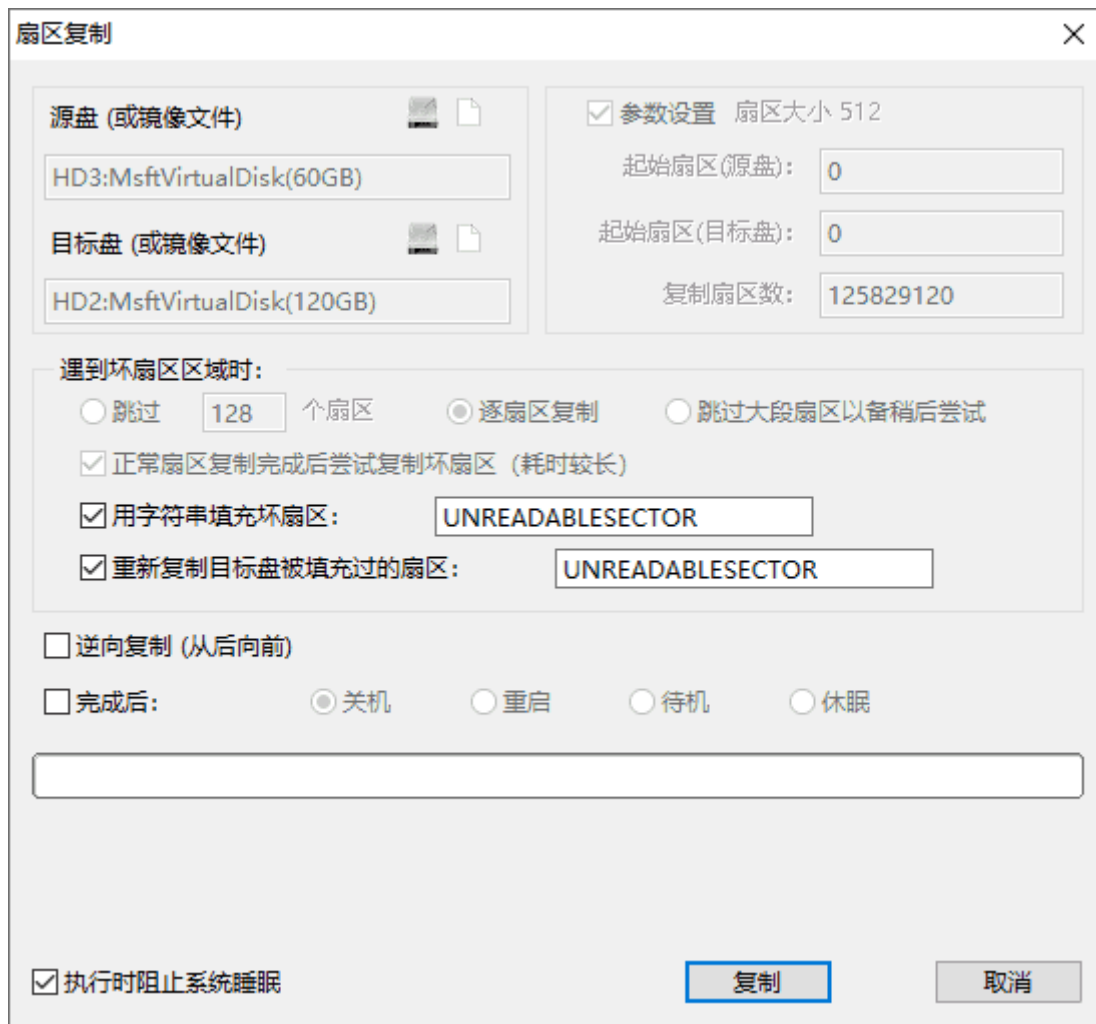 扇区复制
源盘 (或镜像文件)
HD3:MsftVirtualDisk(60GB)
目标盘 (或镜像文件)
HD2:MsftVirtualDisk(120GB)
参数设置 扇区大小 512
起始扇区(源盘): 0
起始扇区(目标盘): 0
复制扇区数: 125829120
遇到坏扇区区域时:
跳过 128 个扇区 逐扇区复制 跳过大段扇区以备稍后尝试
正常扇区复制完成后尝试复制坏扇区 (耗时较长)
用字符串填充坏扇区: UNREADABLESECTOR
重新复制目标盘被填充过的扇区: UNREADABLESECTOR
逆向复制 (从后向前)
完成后: 关机 重启 待机 休眠
执行时阻止系统睡眠 复制 取消